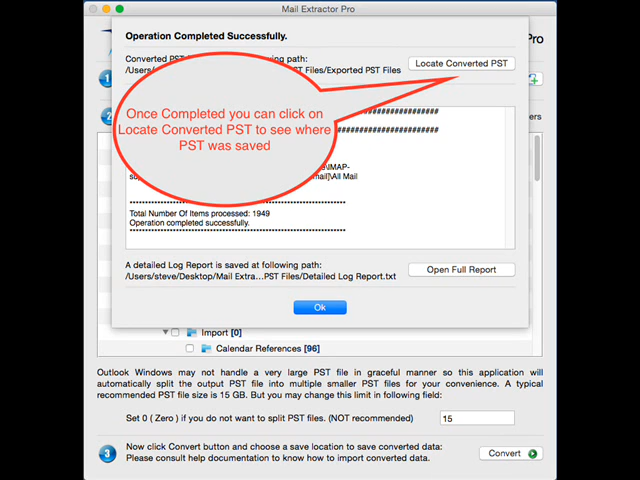 Mail Extractor Pro
Operation Completed Successfully.
Pro
Converted PST
path:
/Users/
PST Files/Exported PST Files
Locate Converted PST
1
Once Completed you can click on
Locate Converted PST to see where
PST was saved
####################
2
ers
####################
\IMAP-
mail]\All Mail
******************************************************
Total Number Of Items processed: 1949
Operation completed successfully.
******************************************************
A detailed Log Report is saved at following path:
/Users/steve/Desktop/Mail Extra...PST Files/Detailed Log Report.txt
Open Full Report
Ok
Import [0]
Calendar References [96]
Outlook Windows may not handle a very large PST file in graceful manner so this application will
automatically split the output PST file into multiple smaller PST files for your convenience. A typical
recommended PST file size is 15 GB. But you may change this limit in following field:
Set 0 ( Zero ) if you do not want to split PST files. (NOT recommended)
15
3
Now click Convert button and choose a save location to save converted data:
Please consult help documentation to know how to import converted data.
Convert